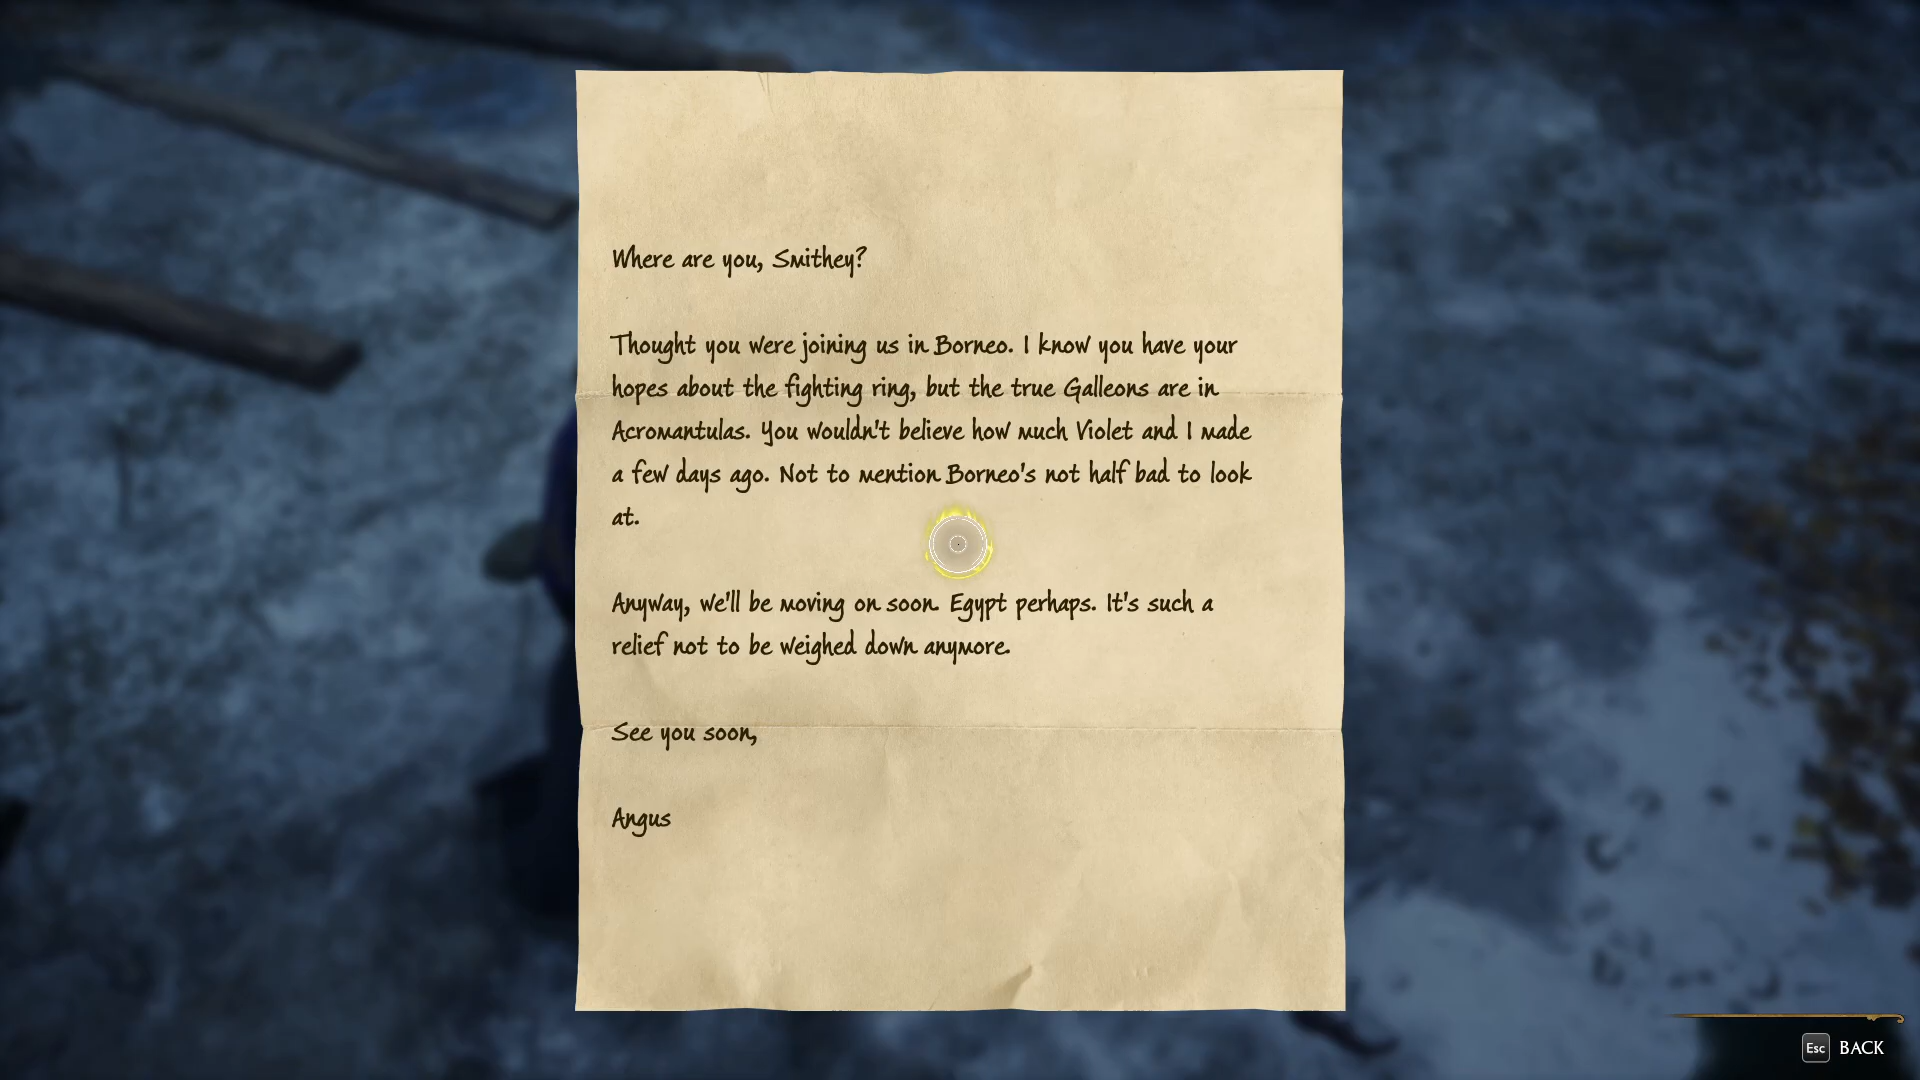 Where are you, Smithey?
Thought you were joining us in Borneo. I know you have your
hopes about the fighting ring, but the true Galleons are in
Acromantulas. You wouldn't believe how much Violet and I made
a few days ago. Not to mention Borneo's not half bad to look
at.
Anyway, we'll be moving on soon. Egypt perhaps. It's such a
relief not to be weighed down anymore.
See you soon,
Angus
Esc BACK